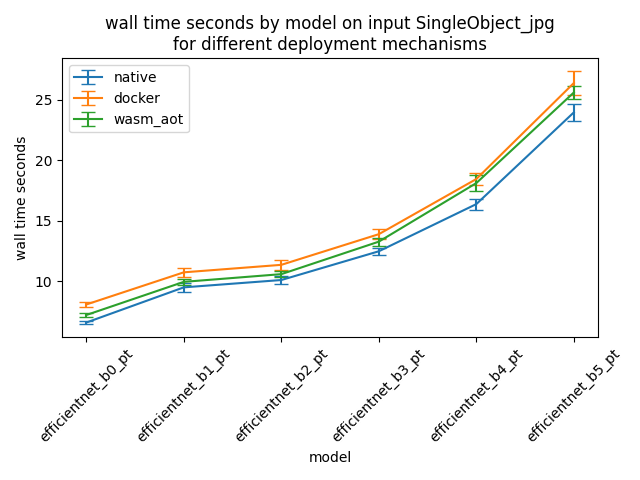 wall time seconds by model on input SingleObject_jpg
for different deployment mechanisms
native
docker
wasm_aot
wall time seconds
25
20
15
10
efficientnet_b0_pt
efficientnet_b1_pt
efficientnet_b2_pt
efficientnet_b3_pt
efficientnet_b4_pt
efficientnet_b5_pt
model